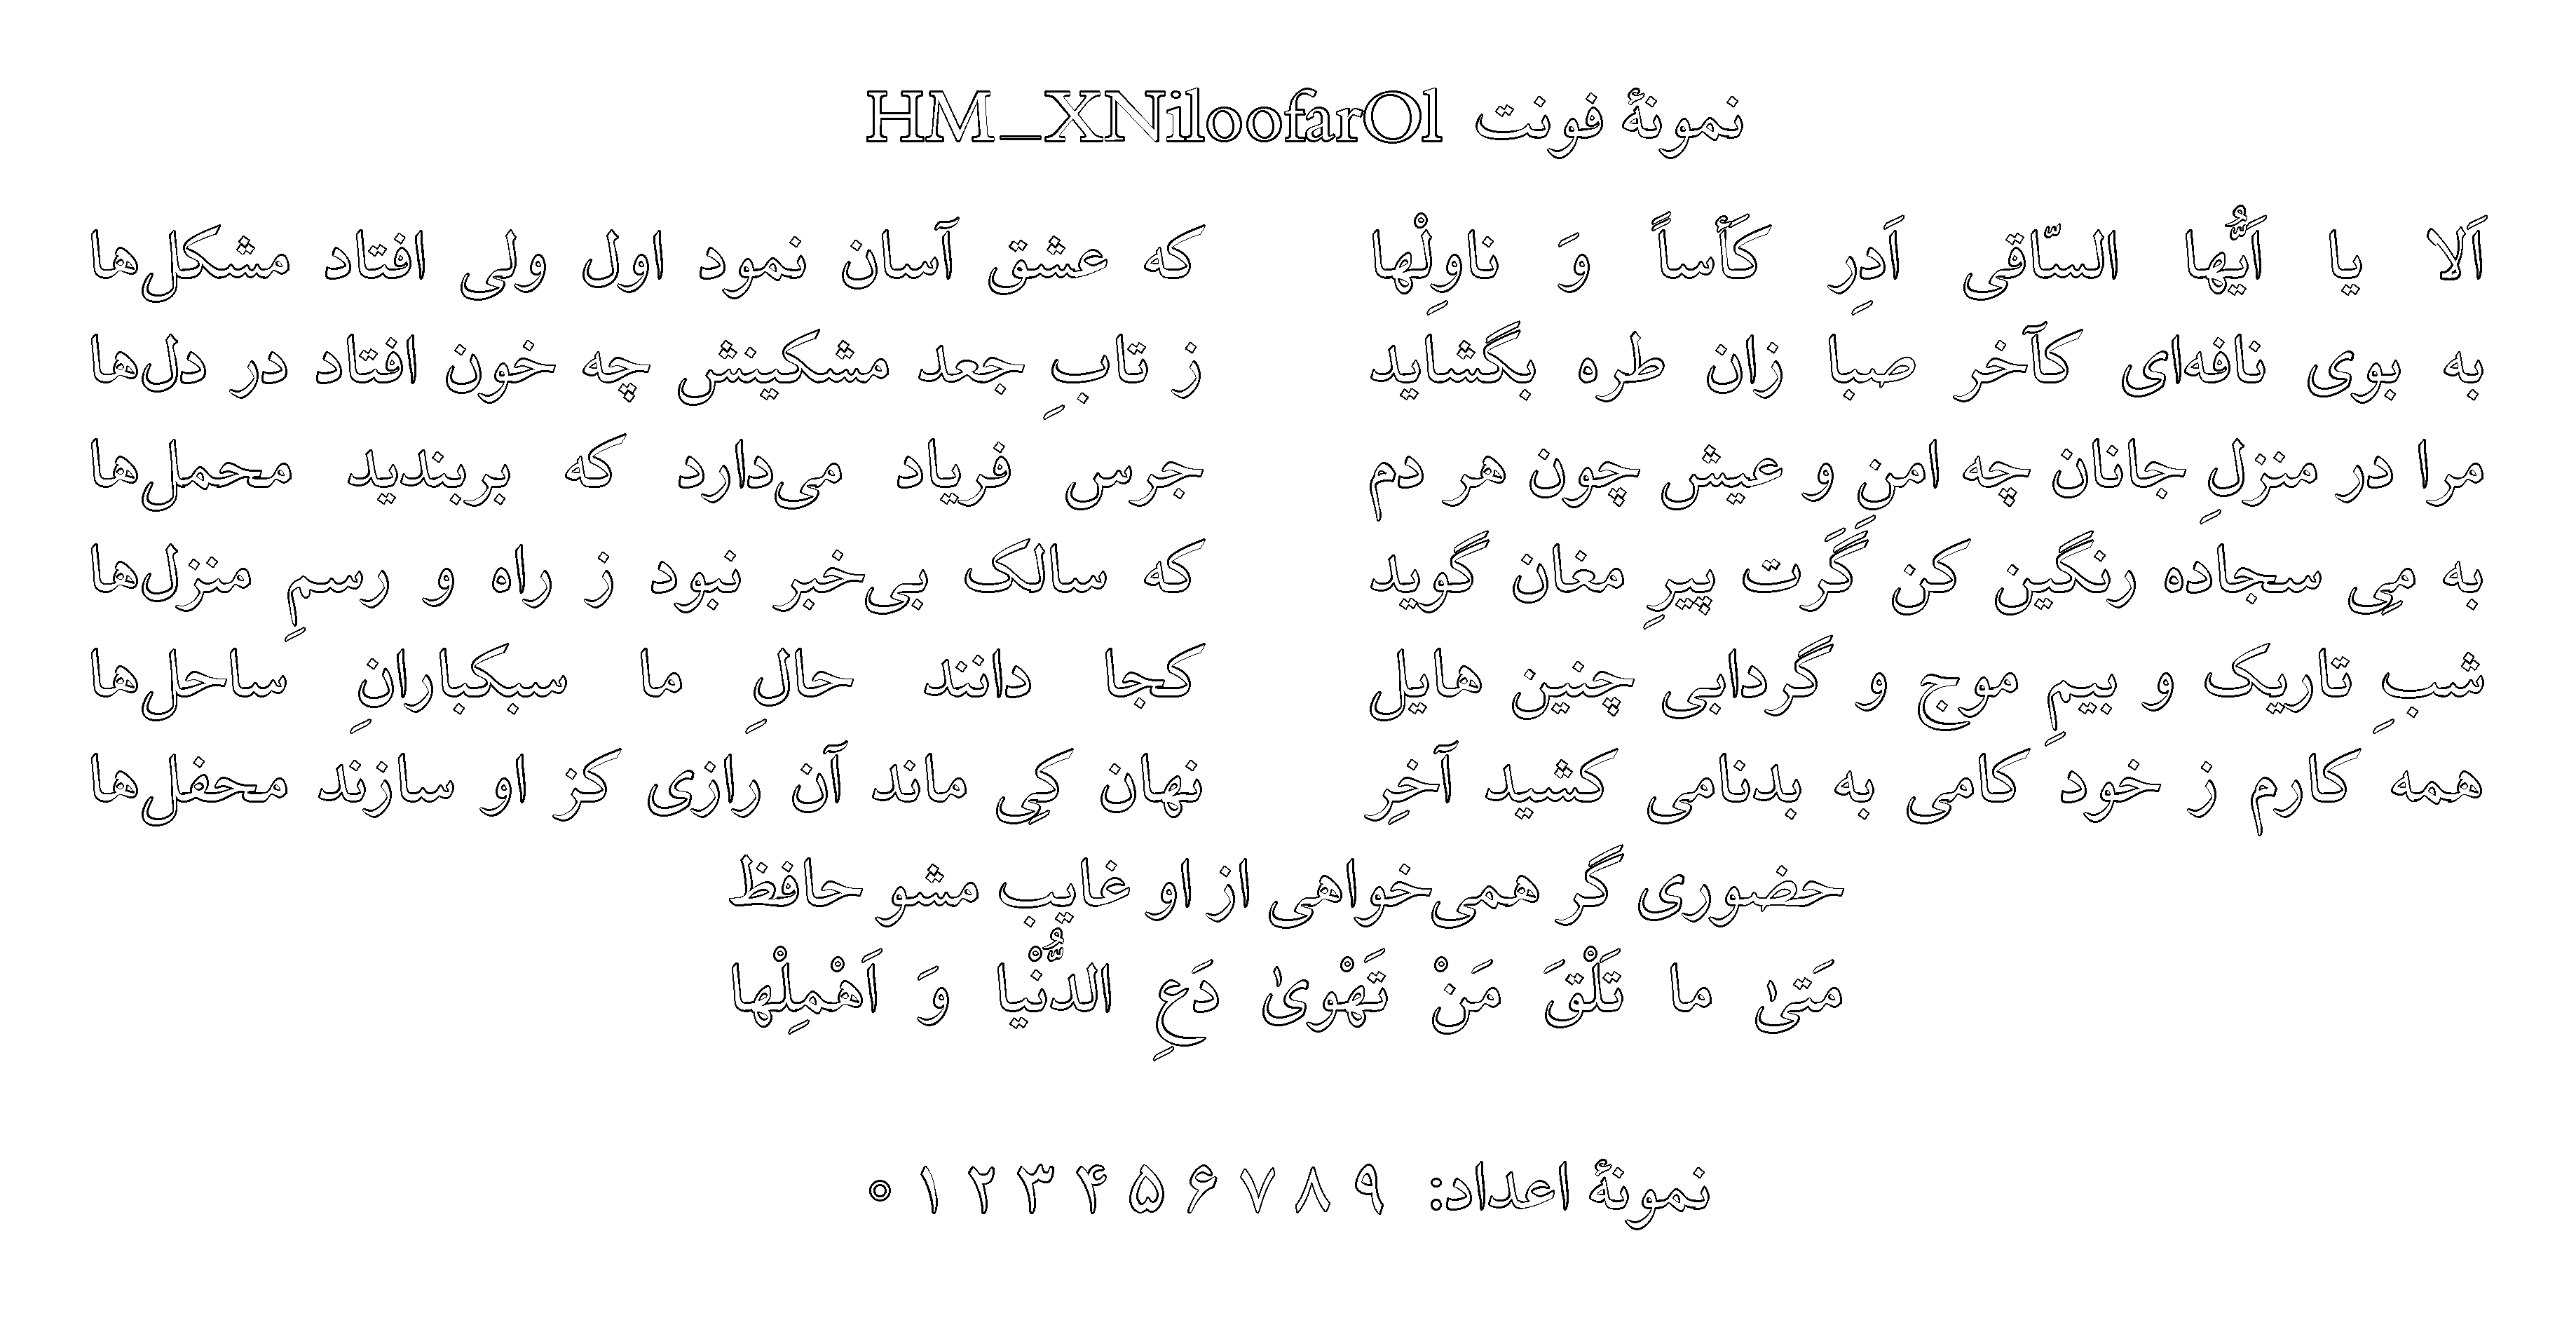 نمونهٔ فونت HM_XNiloofarOl
اَلا یا اَیُّها السّاقی اَدِر کَأساً وَ ناوِلْها که عشق آسان نمود اول ولی افتاد مشکل‌ها
به بوی نافه‌ای کآخر صبا زان طره بگشاید ز تابِ جعد مشکینش چه خون افتاد در دل‌ها
مرا در منزلِ جانان چه امنِ و عیش چون هر دم جرس فریاد می‌دارد که بربندید محمل‌ها
به مِی سجاده رنگین کن گَرَت پیرِ مغان گوید که سالک بی‌خبر نبود ز راه و رسمِ منزل‌ها
شبِ تاریک و بیمِ موج و گردابی چنین هایل کجا دانند حالِ ما سبکبارانِ ساحل‌ها
همه کارم ز خود کامی به بدنامی کشید آخِر نهان کِی ماند آن رازی کز او سازند محفل‌ها
حضوری گر همی‌خواهی از او غایب مشو حافظ
مَتیٰ ما تَلْقَ مَنْ تَهْویٰ دَعِ الدُّنْیا وَ اَهْمِلْها
نمونهٔ اعداد: ۹ ۸ ۷ ۶ ۵ ۴ ۳ ۲ ۱ ۰